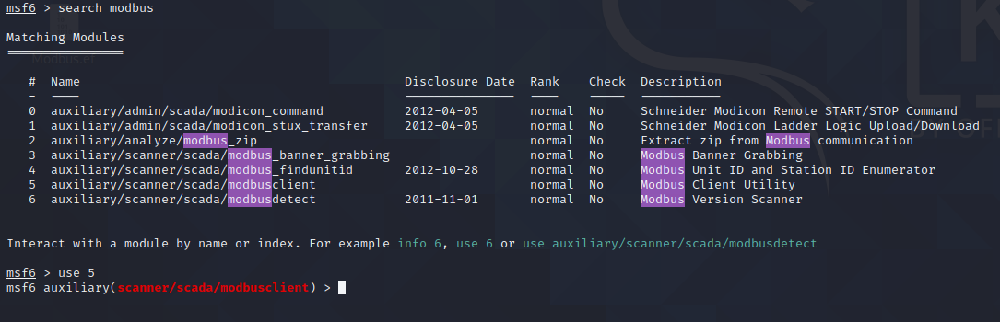 msf6 > search modbus
Matching Modules
================
# Name Disclosure Date Rank Check Description
- ---- --------------- ---- ----- -----------
0 auxiliary/admin/scada/modicon_command 2012-04-05 normal No Schneider Modicon Remote START/STOP Command
1 auxiliary/admin/scada/modicon_stux_transfer 2012-04-05 normal No Schneider Modicon Ladder Logic Upload/Download
2 auxiliary/analyze/modbus_zip normal No Extract zip from Modbus communication
3 auxiliary/scanner/scada/modbus_banner_grabbing normal No Modbus Banner Grabbing
4 auxiliary/scanner/scada/modbus_findunitid 2012-10-28 normal No Modbus Unit ID and Station ID Enumerator
5 auxiliary/scanner/scada/modbusclient normal No Modbus Client Utility
6 auxiliary/scanner/scada/modbusdetect 2011-11-01 normal No Modbus Version Scanner
Interact with a module by name or index. For example info 6, use 6 or use auxiliary/scanner/scada/modbusdetect
msf6 > use 5
msf6 auxiliary(scanner/scada/modbusclient) >